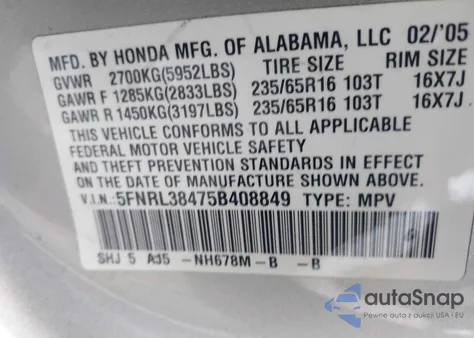 MFD. BY HONDA MFG. OF ALABAMA, LLC 02/'05
GVWR 2700KG(5952LBS) TIRE SIZE RIM SIZE
GAWR F 1285KG(2833LBS) 235/65R16 103T 16X7J
GAWR R 1450KG(3197LBS) 235/65R16 103T 16X7J
THIS VEHICLE CONFORMS TO ALL APPLICABLE
FEDERAL MOTOR VEHICLE SAFETY
AND THEFT PREVENTION STANDARDS IN EFFECT
ON THE DATE OF MANUFACTURE SHOWN ABOVE.
V.I.N.:5FNRL38475B408849 TYPE: MPV
SHJ 5 A35 -NH678M-B -B
autoSnap
Pewne auto z USA i EU